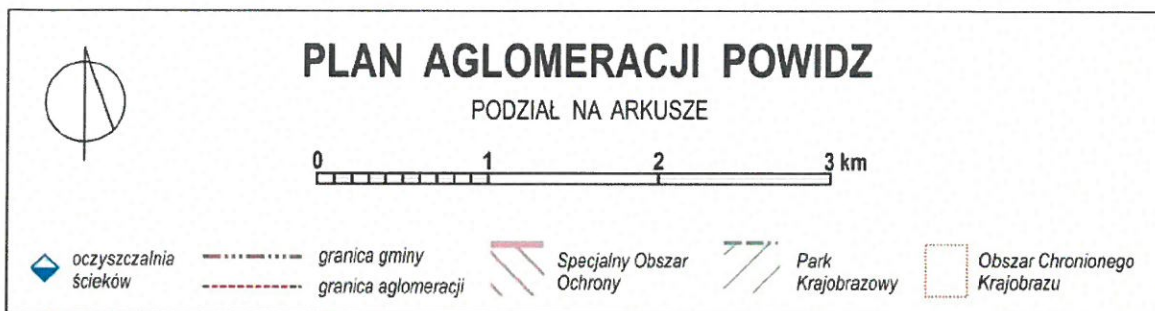 PLAN AGLOMERACJI POWIDZ
PODZIAŁ NA ARKUSZE
0 1 2 3 km
oczyszczalnia
ścieków
granica gminy
granica aglomeracji
Specjalny Obszar
Ochrony
Park
Krajobrazowy
Obszar Chronionego
Krajobrazu